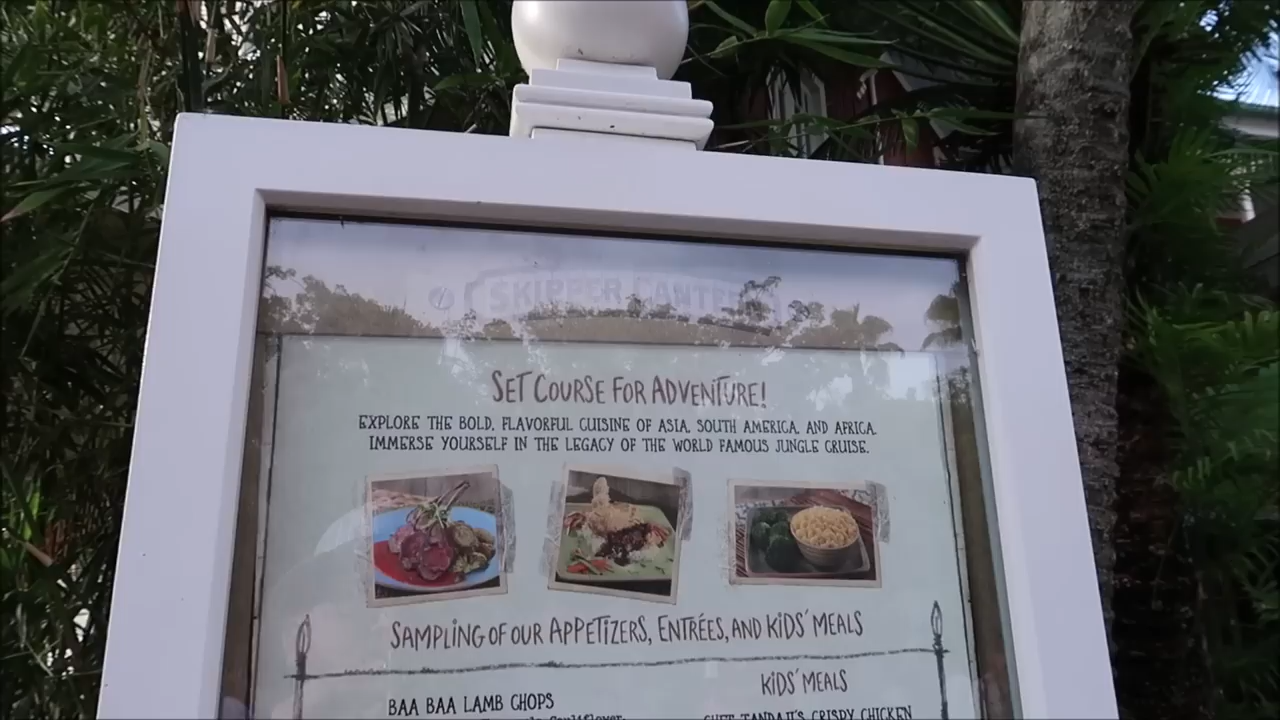 SKIPPER CANTEEN
SET COURSE FOR ADVENTURE!
EXPLORE THE BOLD, FLAVORFUL CUISINE OF ASIA, SOUTH AMERICA, AND AFRICA.
IMMERSE YOURSELF IN THE LEGACY OF THE WORLD FAMOUS JUNGLE CRUISE.
SAMPLING OF OUR APPETIZERS, ENTRÉES, AND KIDS' MEALS
KIDS' MEALS
BAA BAA LAMB CHOPS
CHEF TANDAJI'S CRISPY CHICKEN